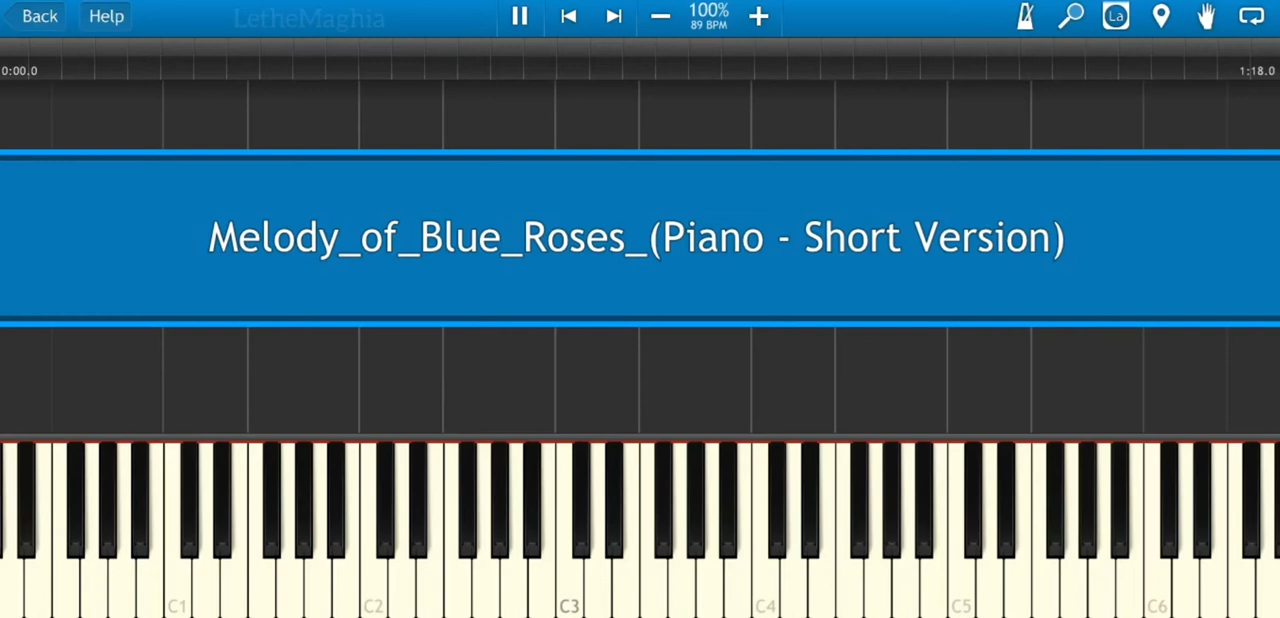 Back Help LetheMaghia 100% La
89 BPM
0:00,0 1:18.0
Melody_of_Blue_Roses_(Piano - Short Version)
C1 C2 C3 C4 C5 C6